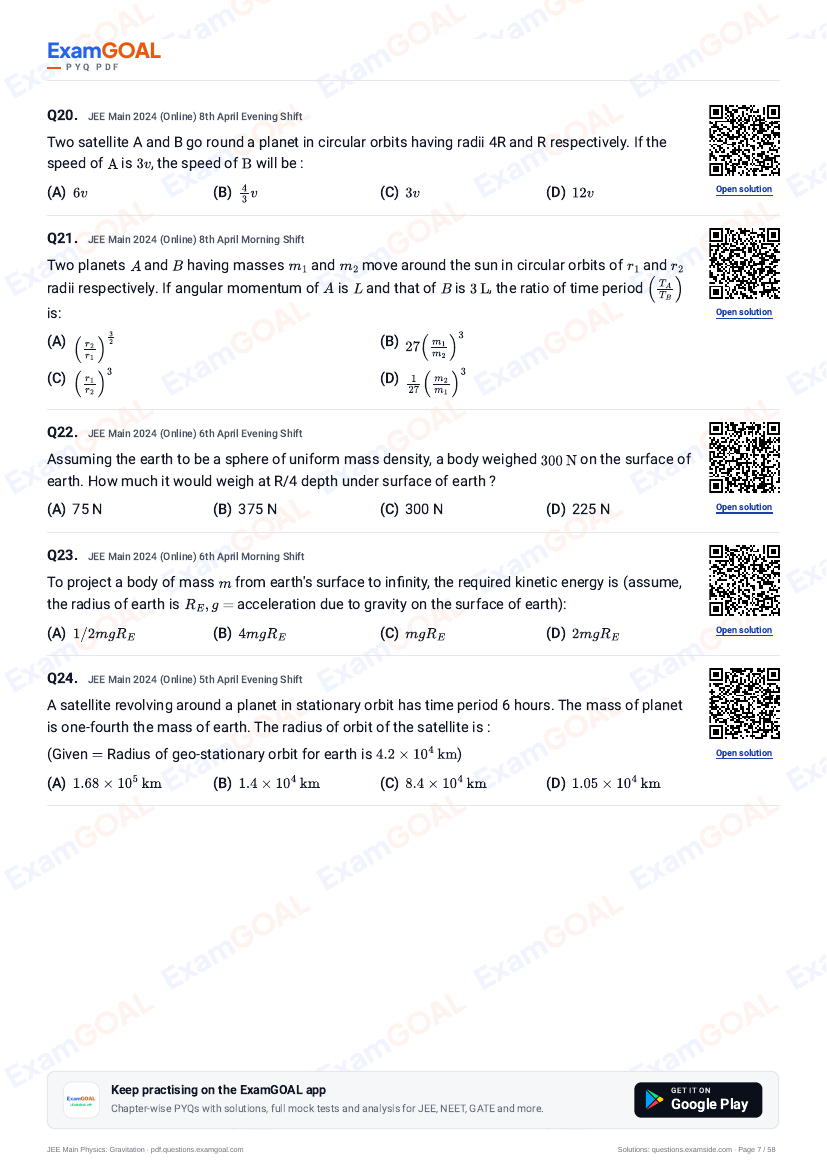 ExamGOAL
PYQ PDF
Q20. JEE Main 2024 (Online) 8th April Evening Shift
Two satellite A and B go round a planet in circular orbits having radii 4R and R respectively. If the
speed of A is 3v, the speed of B will be :
(A) 6v (B) 4/3 v (C) 3v (D) 12v
Open solution
Q21. JEE Main 2024 (Online) 8th April Morning Shift
Two planets A and B having masses m₁ and m₂ move around the sun in circular orbits of r₁ and r₂
radii respectively. If angular momentum of A is L and that of B is 3 L, the ratio of time period (T_A/T_B)
is:
(A) (r₂/r₁)^(3/2) (B) 27(m₁/m₂)³
(C) (r₁/r₂)³ (D) 1/27 (m₂/m₁)³
Open solution
Q22. JEE Main 2024 (Online) 6th April Evening Shift
Assuming the earth to be a sphere of uniform mass density, a body weighed 300 N on the surface of
earth. How much it would weigh at R/4 depth under surface of earth ?
(A) 75 N (B) 375 N (C) 300 N (D) 225 N
Open solution
Q23. JEE Main 2024 (Online) 6th April Morning Shift
To project a body of mass m from earth's surface to infinity, the required kinetic energy is (assume,
the radius of earth is R_E, g = acceleration due to gravity on the surface of earth):
(A) 1/2mgR_E (B) 4mgR_E (C) mgR_E (D) 2mgR_E
Open solution
Q24. JEE Main 2024 (Online) 5th April Evening Shift
A satellite revolving around a planet in stationary orbit has time period 6 hours. The mass of planet
is one-fourth the mass of earth. The radius of orbit of the satellite is :
(Given = Radius of geo-stationary orbit for earth is 4.2 × 10⁴ km)
(A) 1.68 × 10⁵ km (B) 1.4 × 10⁴ km (C) 8.4 × 10⁴ km (D) 1.05 × 10⁴ km
Open solution
ExamGOAL
Keep practising on the ExamGOAL app
Chapter-wise PYQs with solutions, full mock tests and analysis for JEE, NEET, GATE and more.
GET IT ON
Google Play
JEE Main Physics: Gravitation · pdf.questions.examgoal.com
Solutions: questions.examside.com · Page 7 / 58